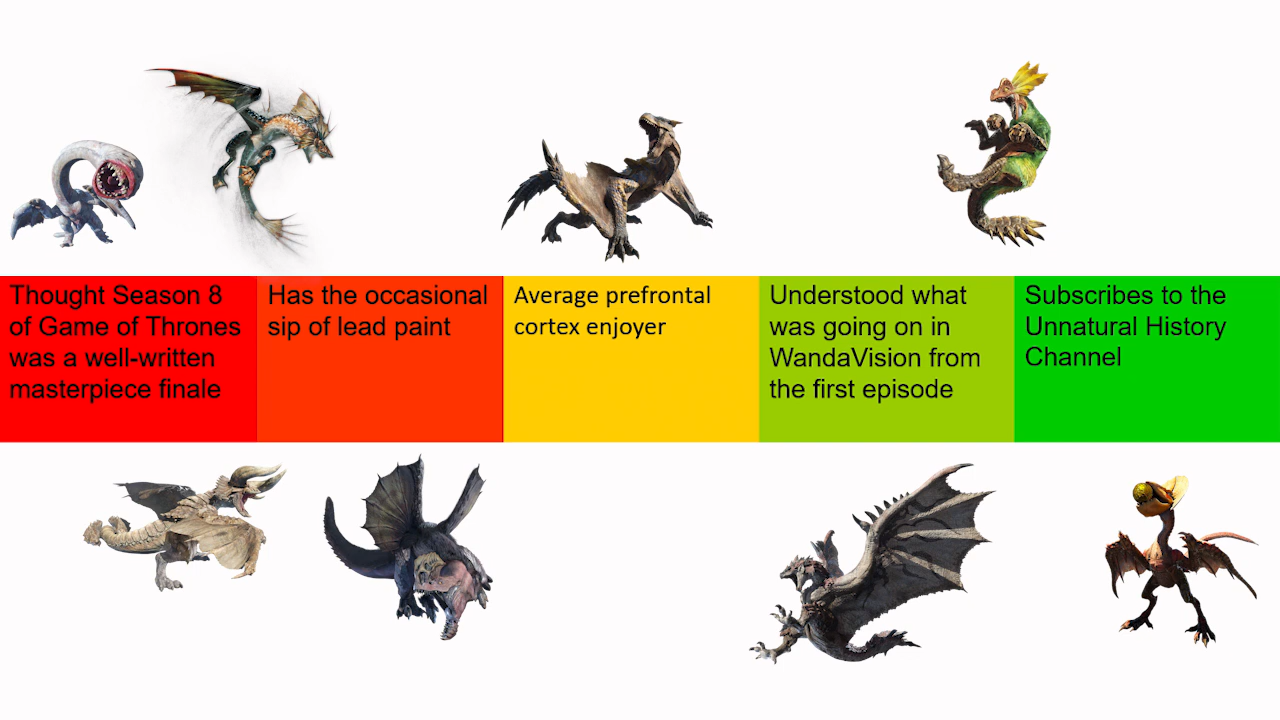 Thought Season 8
of Game of Thrones
was a well-written
masterpiece finale
Has the occasional
sip of lead paint
Average prefrontal
cortex enjoyer
Understood what
was going on in
WandaVision from
the first episode
Subscribes to the
Unnatural History
Channel